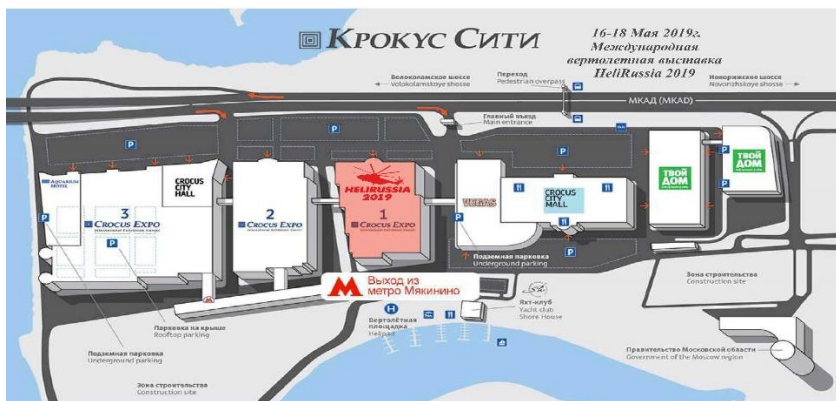 КРОКУС СИТИ
16-18 Мая 2019г.
Международная
вертолетная выставка
HeliRussia 2019
Волоколамское шоссе
Volokolamskoye shosse
Переход
Pedestrian overpass
Новорижское шоссе
Novorizhskoye shosse
МКАД (MKAD)
Главный въезд
Main entrance
P
P
P
P
AQUARIUM
HOTEL
CROCUS
CITY
HALL
3
CROCUS EXPO
2
CROCUS EXPO
HELIRUSSIA
2019
1
CROCUS EXPO
VEGAS
CROCUS
CITY
MALL
ТВОЙ
ДОМ
ТВОЙ
ДОМ
P
P
P
P
P
P
Подземная парковка
Underground parking
М
Выход из
метро Мякинино
Парковка на крыше
Rooftop parking
Подземная парковка
Underground parking
H
Вертолётная
площадка
Helipad
Яхт-клуб
Yacht club
Shore House
Зона строительства
Construction site
Правительство Московской области
Government of the Moscow region
Зона строительства
Construction site